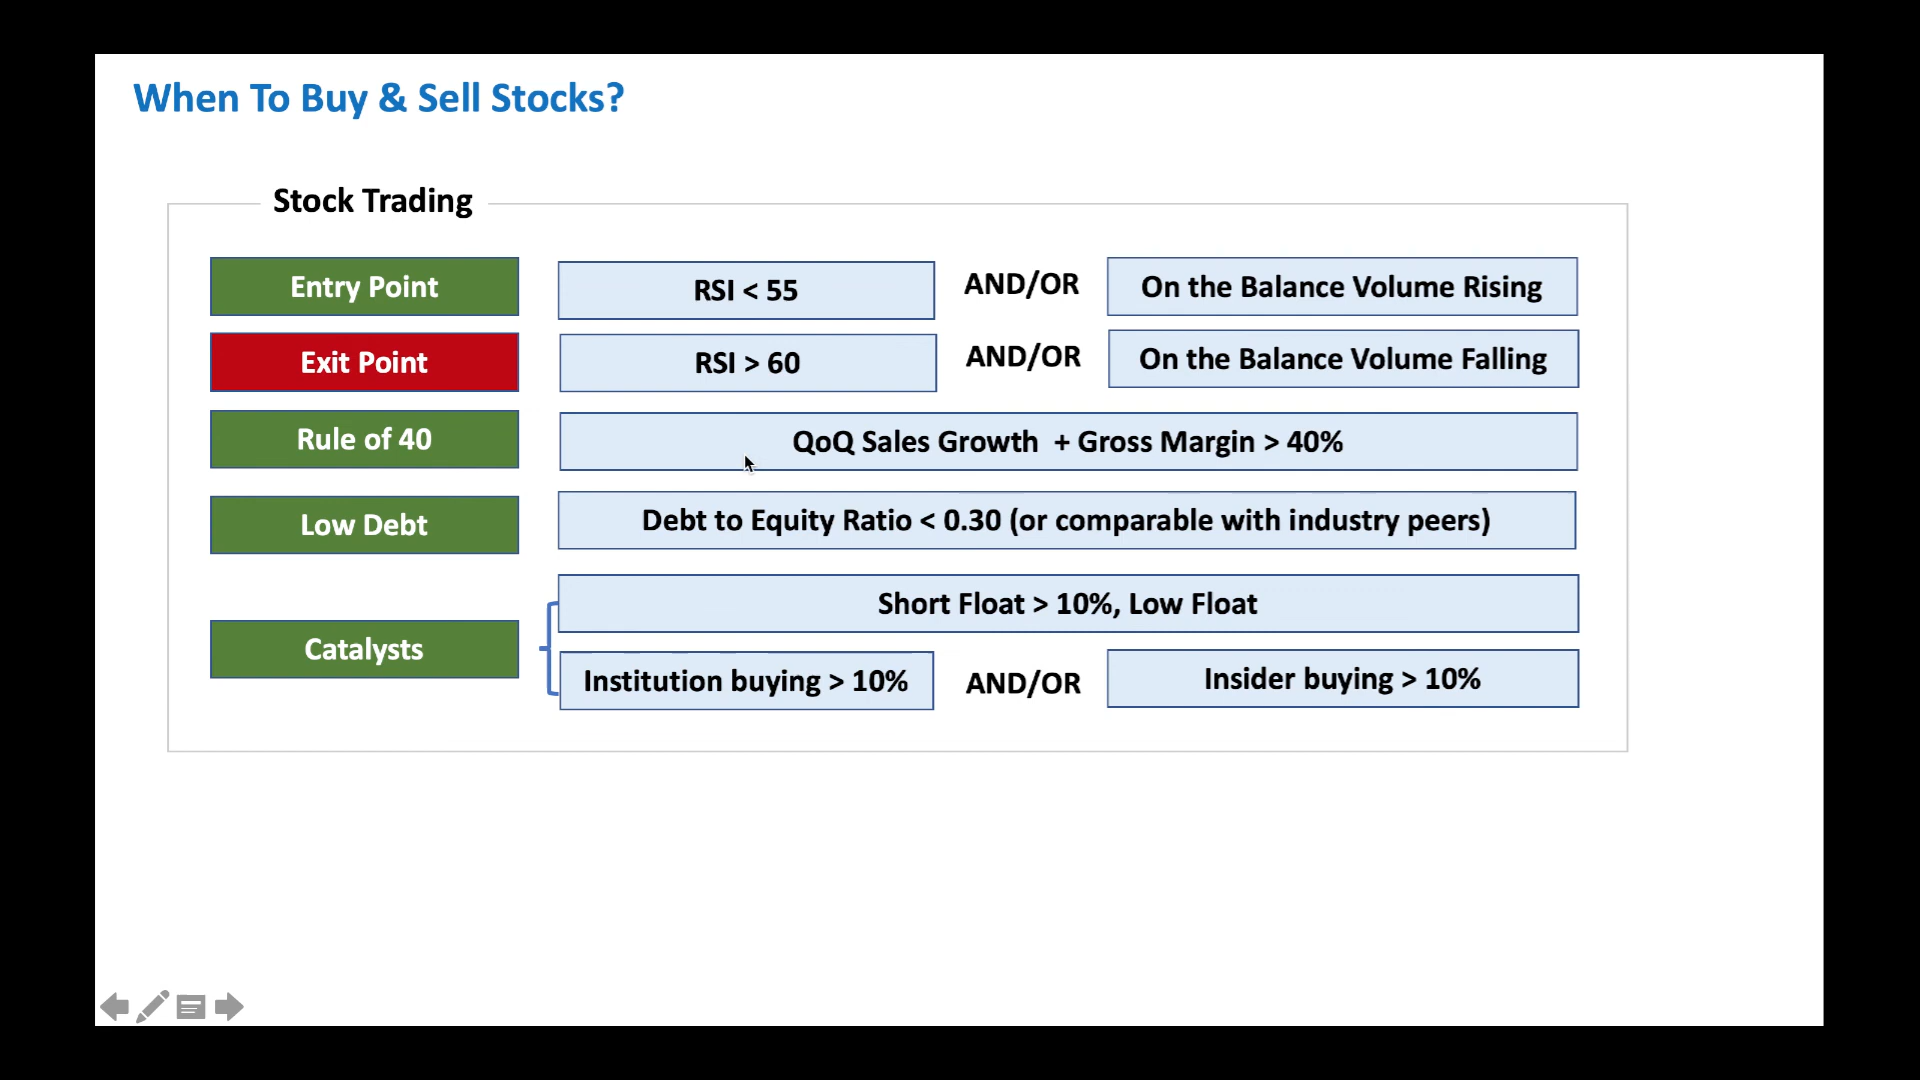 When To Buy & Sell Stocks?
Stock Trading
Entry Point
RSI < 55
AND/OR
On the Balance Volume Rising
Exit Point
RSI > 60
AND/OR
On the Balance Volume Falling
Rule of 40
QoQ Sales Growth + Gross Margin > 40%
Low Debt
Debt to Equity Ratio < 0.30 (or comparable with industry peers)
Catalysts
Short Float > 10%, Low Float
Institution buying > 10%
AND/OR
Insider buying > 10%